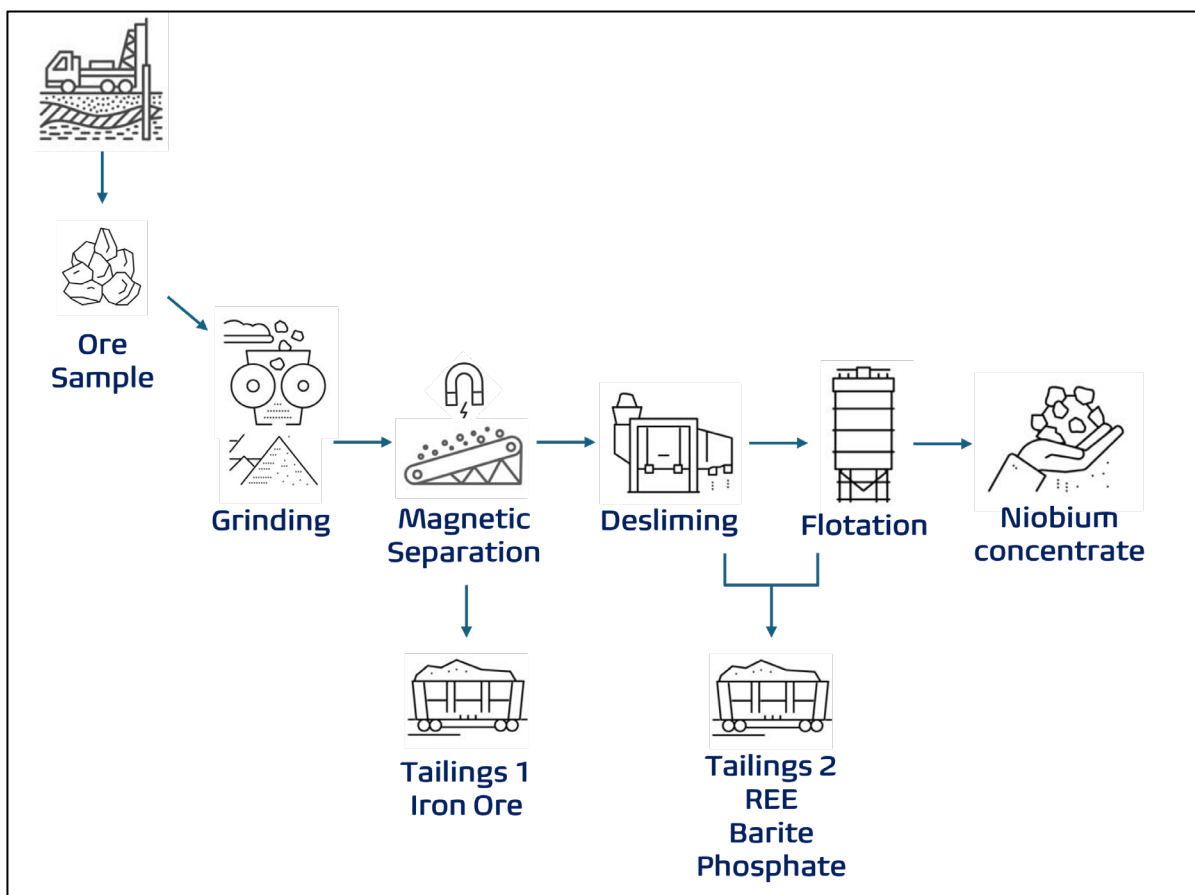 Ore
Sample
Grinding
Magnetic
Separation
Desliming
Flotation
Niobium
concentrate
Tailings 1
Iron Ore
Tailings 2
REE
Barite
Phosphate